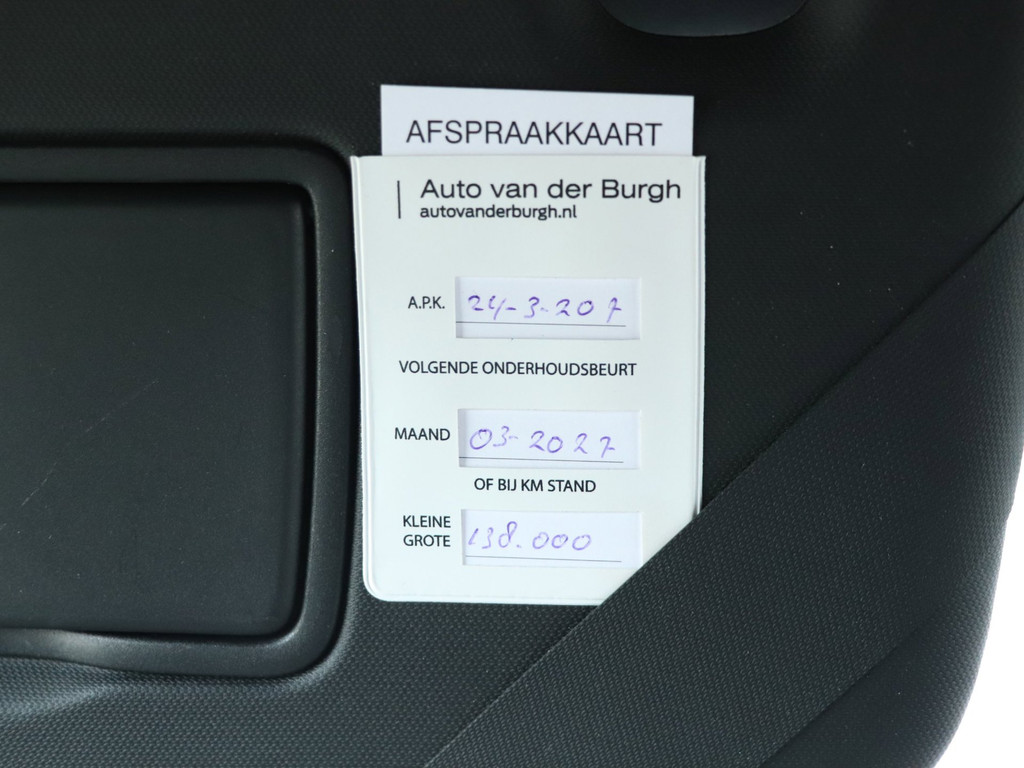 AFSPRAAKKAART
Auto van der Burgh
autovanderburgh.nl
A.P.K. 24-3-207
VOLGENDE ONDERHOUDSBEURT
MAAND 03-2027
OF BIJ KM STAND
KLEINE
GROTE 138.000